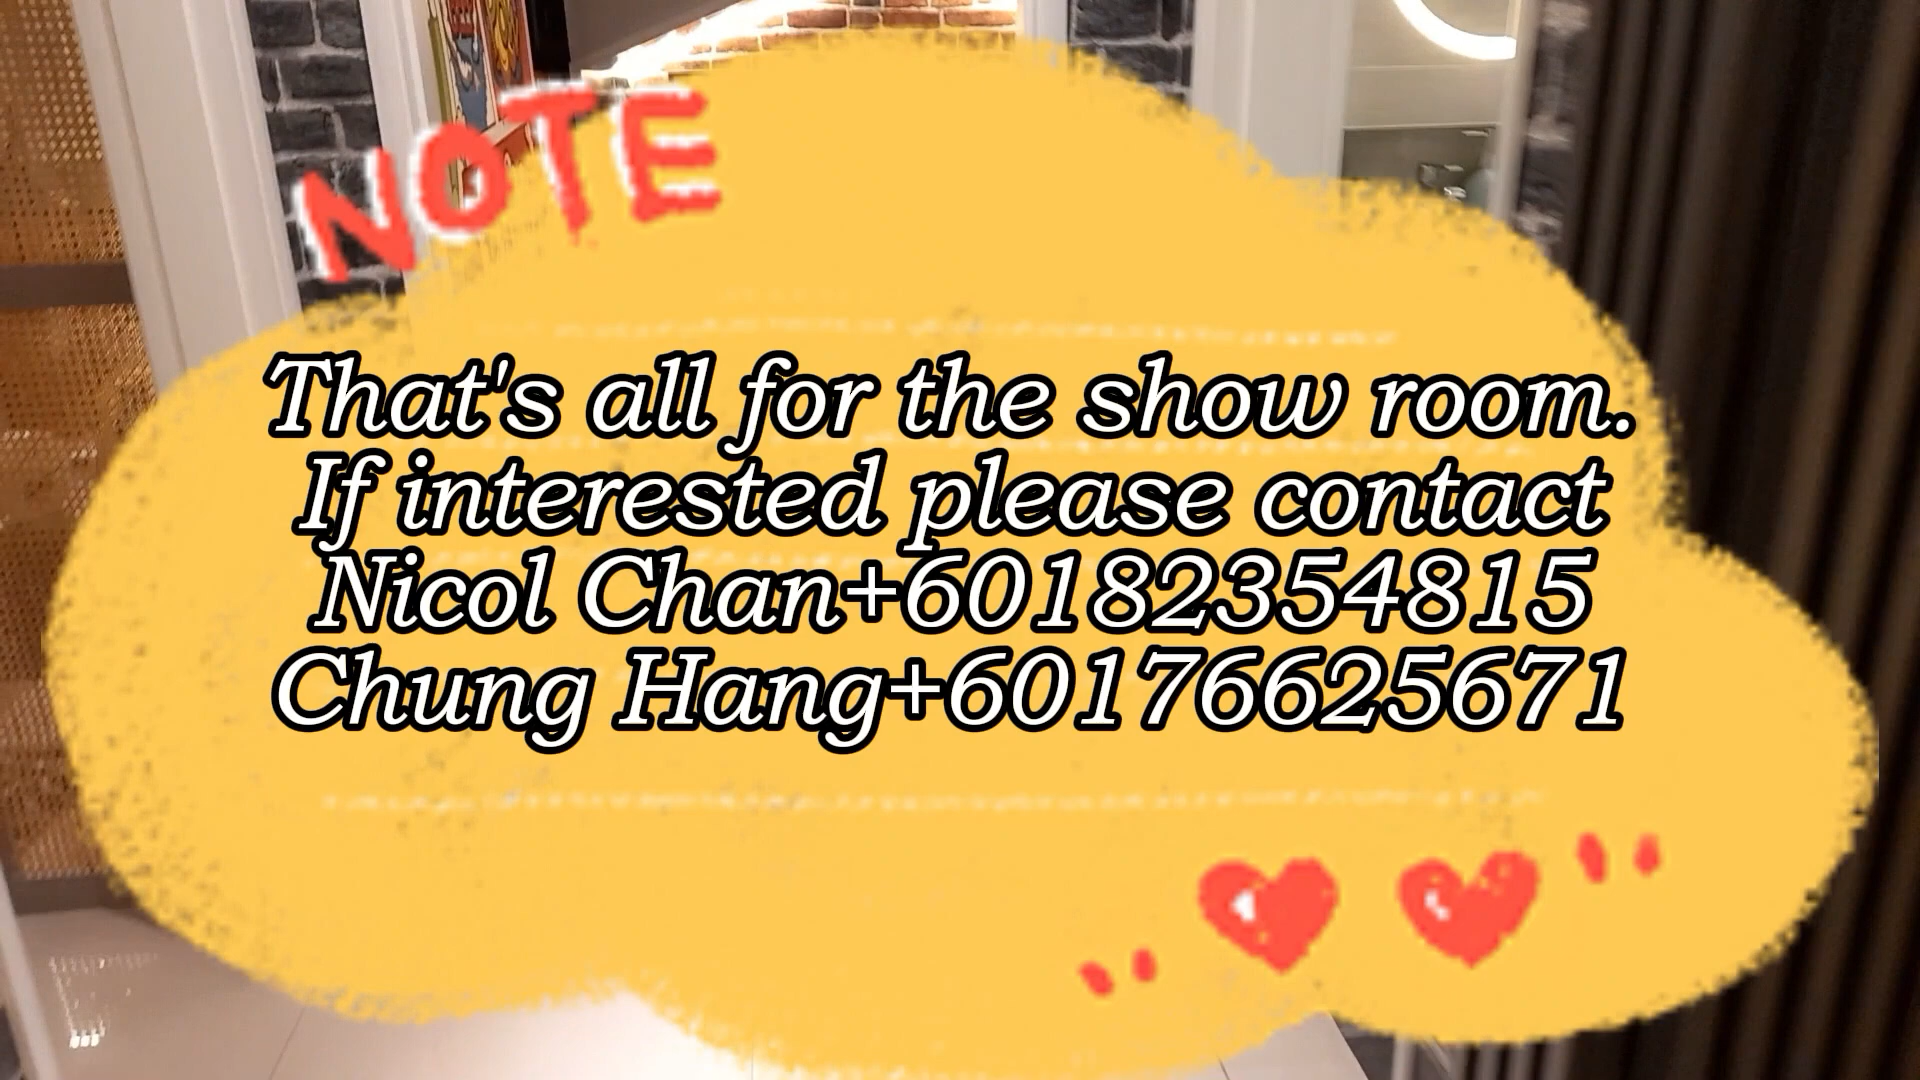 NOTE
That's all for the show room.
If interested please contact
Nicol Chan+60182354815
Chung Hang+60176625671